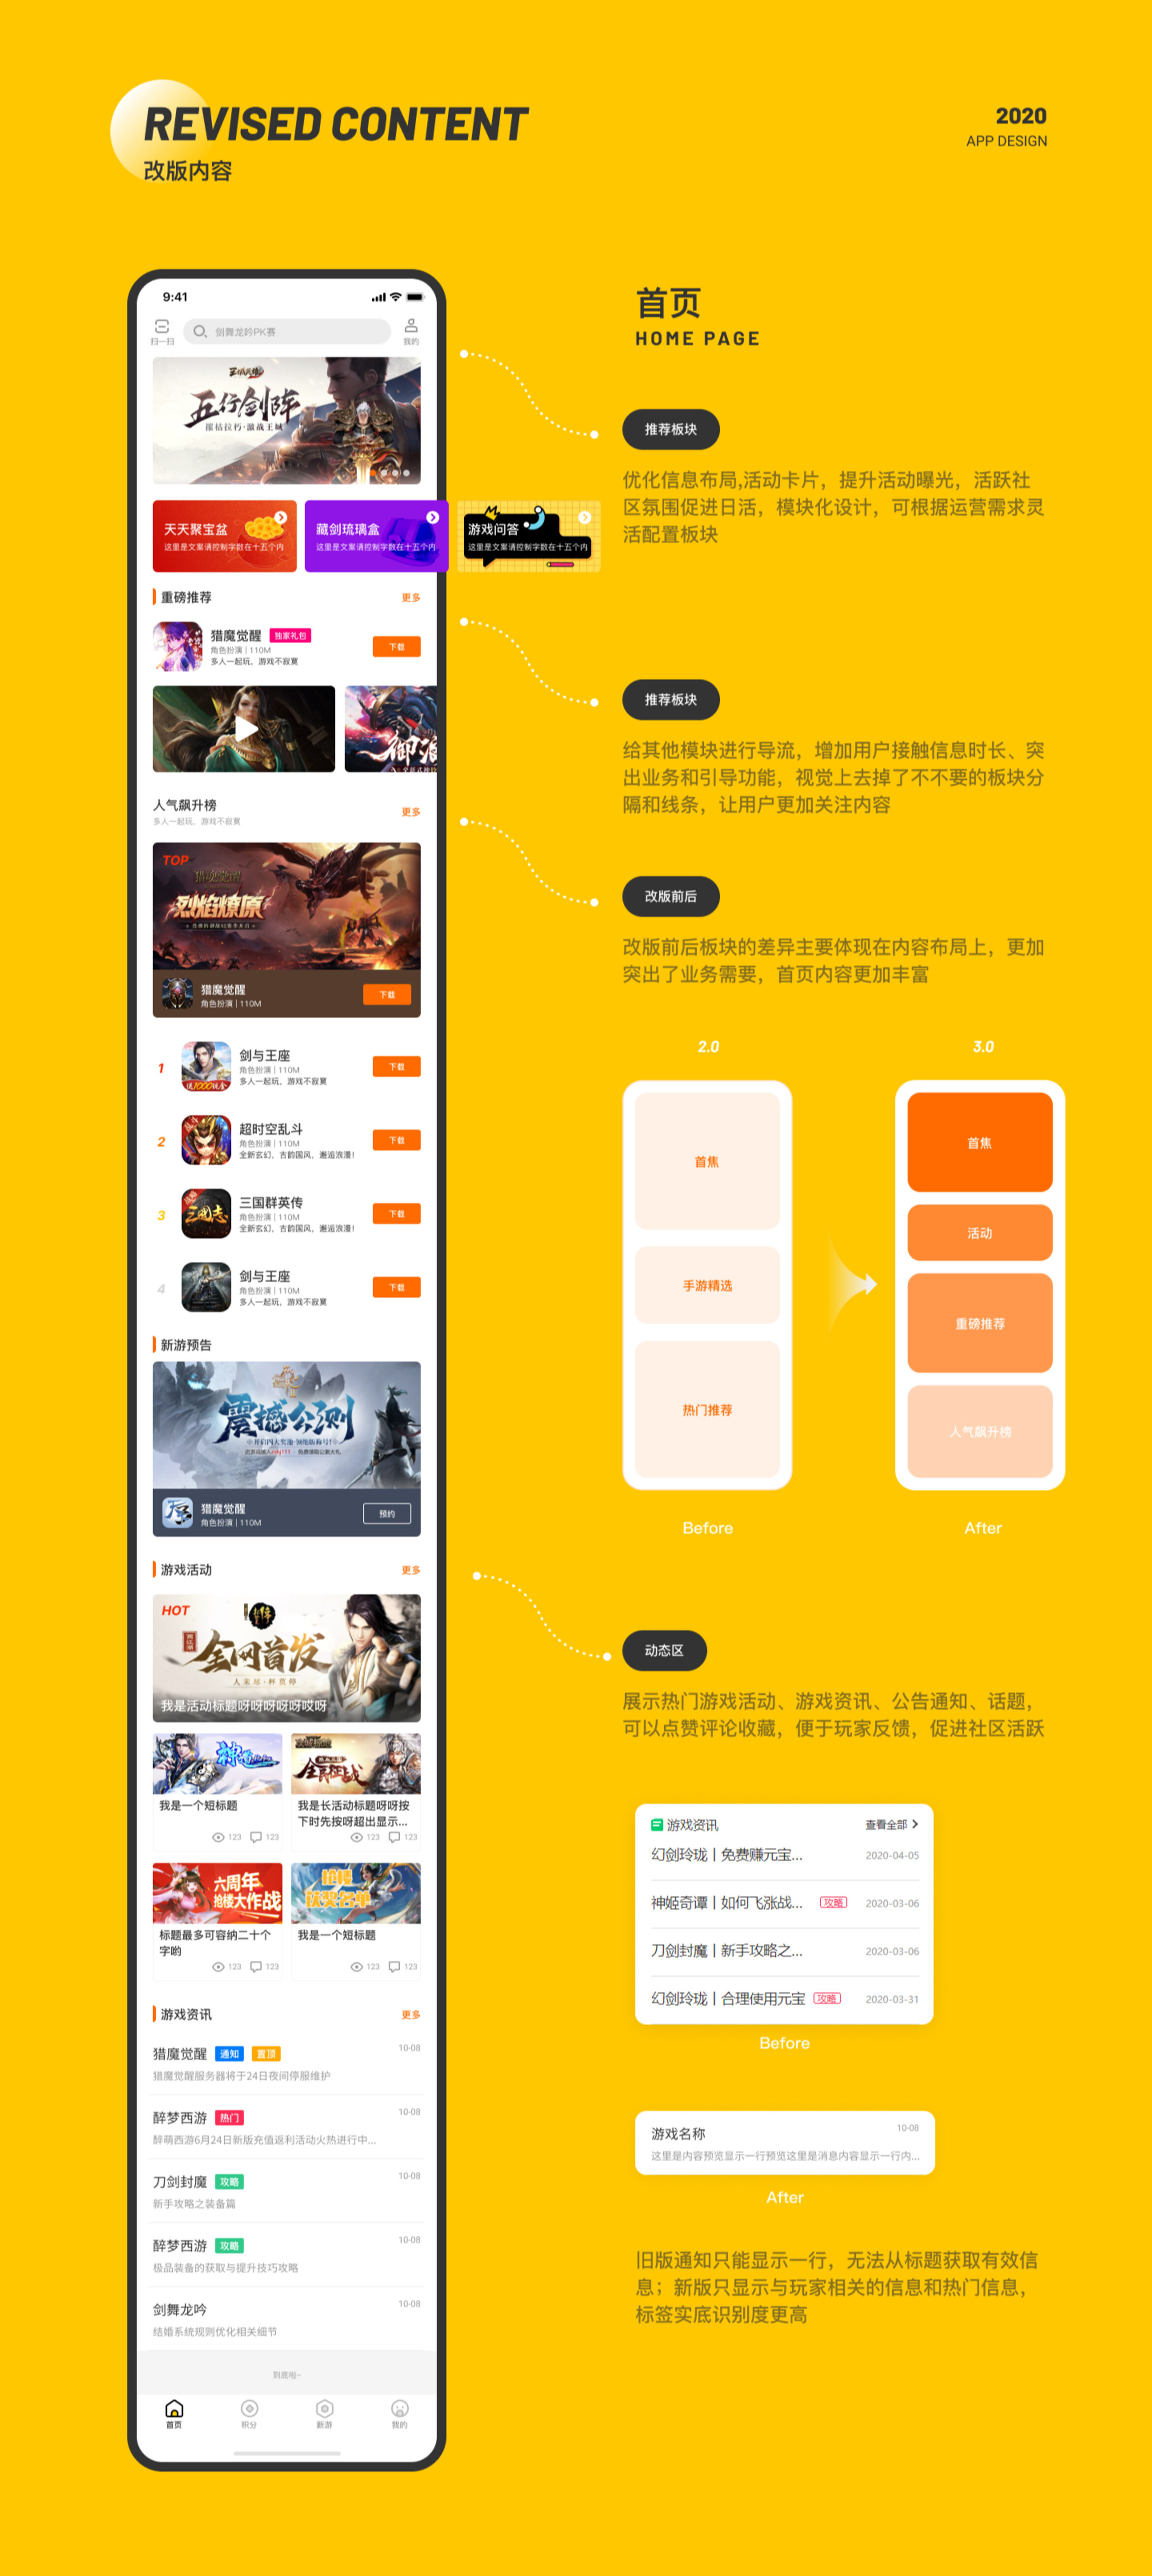 REVISED CONTENT
改版内容
2020
APP DESIGN
9:41
扫一扫
剑舞龙吟PK赛
我的
五行剑阵
摧枯拉朽·激战王城
天天聚宝盆
这里是文案请控制字数在十五个内
藏剑琉璃盒
这里是文案请控制字数在十五个内
游戏问答
这里是文案请控制字数在十五个内
重磅推荐
更多
猎魔觉醒
独家礼包
角色扮演 | 110M
多人一起玩，游戏不寂寞
下载
人气飙升榜
多人一起玩，游戏不寂寞
更多
TOP
猎魂觉醒
烈焰燎原
猎魔觉醒
角色扮演 | 110M
下载
1
剑与王座
角色扮演 | 110M
多人一起玩，游戏不寂寞
下载
2
超时空乱斗
角色扮演 | 110M
全新玄幻，古韵国风，邂逅浪漫！
下载
3
三国群英传
角色扮演 | 110M
全新玄幻，古韵国风，邂逅浪漫！
下载
4
剑与王座
角色扮演 | 110M
多人一起玩，游戏不寂寞
下载
新游预告
震撼公测
猎魔觉醒
角色扮演 | 110M
预约
游戏活动
更多
HOT
全网首发
我是活动标题呀呀呀呀呀哎呀
我是一个短标题
123
123
全民征战
我是长活动标题呀呀按
下时先按呀超出显示...
123
123
六周年
抢楼大作战
标题最多可容纳二十个
字哟
123
123
抢楼
获奖名单
我是一个短标题
123
123
游戏资讯
更多
猎魔觉醒
通知
置顶
10-08
猎魔觉醒服务器将于24日夜间停服维护
醉梦西游
热门
10-08
醉萌西游6月24日新版充值返利活动火热进行中...
刀剑封魔
攻略
10-08
新手攻略之装备篇
醉梦西游
攻略
10-08
极品装备的获取与提升技巧攻略
剑舞龙吟
10-08
结婚系统规则优化相关细节
到底啦~
首页
积分
新游
我的
首页
HOME PAGE
推荐板块
优化信息布局,活动卡片，提升活动曝光，活跃社
区氛围促进日活，模块化设计，可根据运营需求灵
活配置板块
推荐板块
给其他模块进行导流，增加用户接触信息时长、突
出业务和引导功能，视觉上去掉了不不要的板块分
隔和线条，让用户更加关注内容
改版前后
改版前后板块的差异主要体现在内容布局上，更加
突出了业务需要，首页内容更加丰富
2.0
首焦
手游精选
热门推荐
Before
3.0
首焦
活动
重磅推荐
人气飙升榜
After
动态区
展示热门游戏活动、游戏资讯、公告通知、话题，
可以点赞评论收藏，便于玩家反馈，促进社区活跃
游戏资讯
查看全部
幻剑玲珑丨免费赚元宝...
2020-04-05
神姬奇谭丨如何飞涨战...
攻略
2020-03-06
刀剑封魔丨新手攻略之...
2020-03-06
幻剑玲珑丨合理使用元宝
攻略
2020-03-31
Before
游戏名称
10-08
这里是内容预览显示一行预览这里是消息内容显示一行内...
After
旧版通知只能显示一行，无法从标题获取有效信
息；新版只显示与玩家相关的信息和热门信息，
标签实底识别度更高